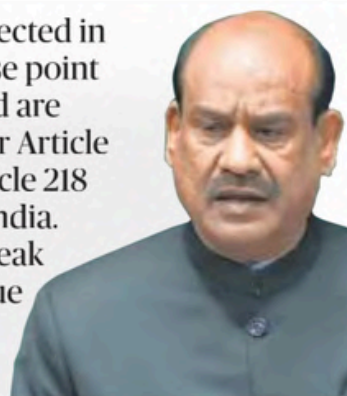 ected in
se point
d are
r Article
cle 218
ndia.
eak
ue